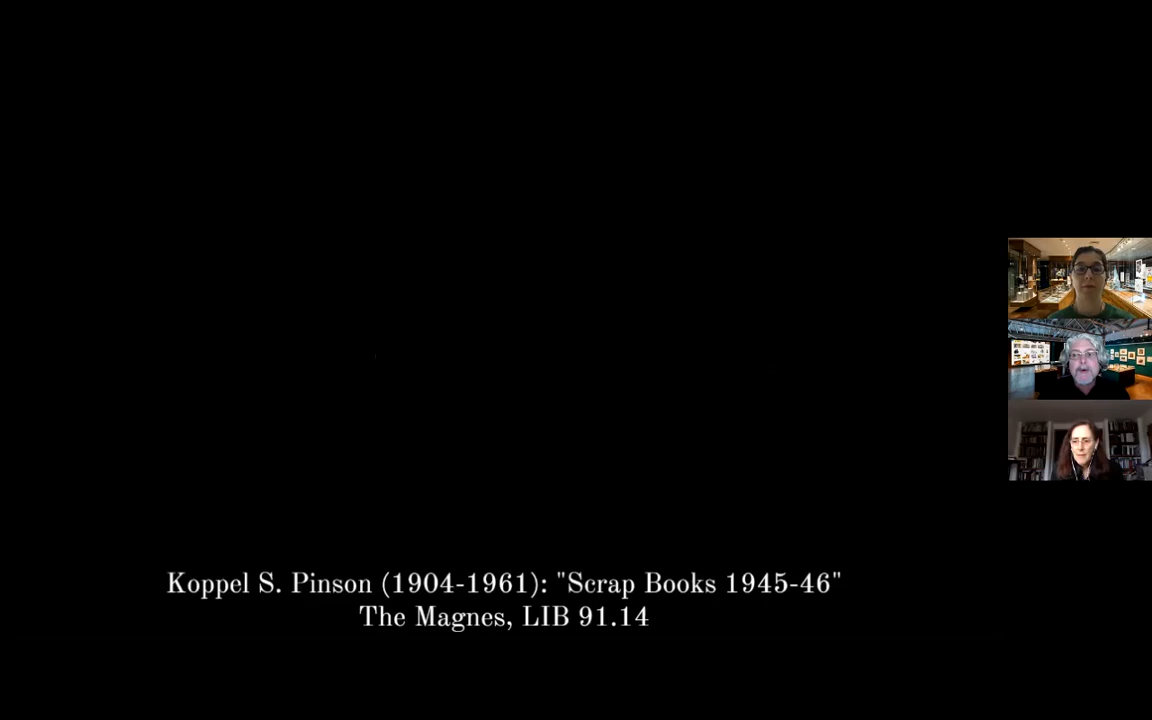 Koppel S. Pinson (1904-1961): "Scrap Books 1945-46"
The Magnes, LIB 91.14